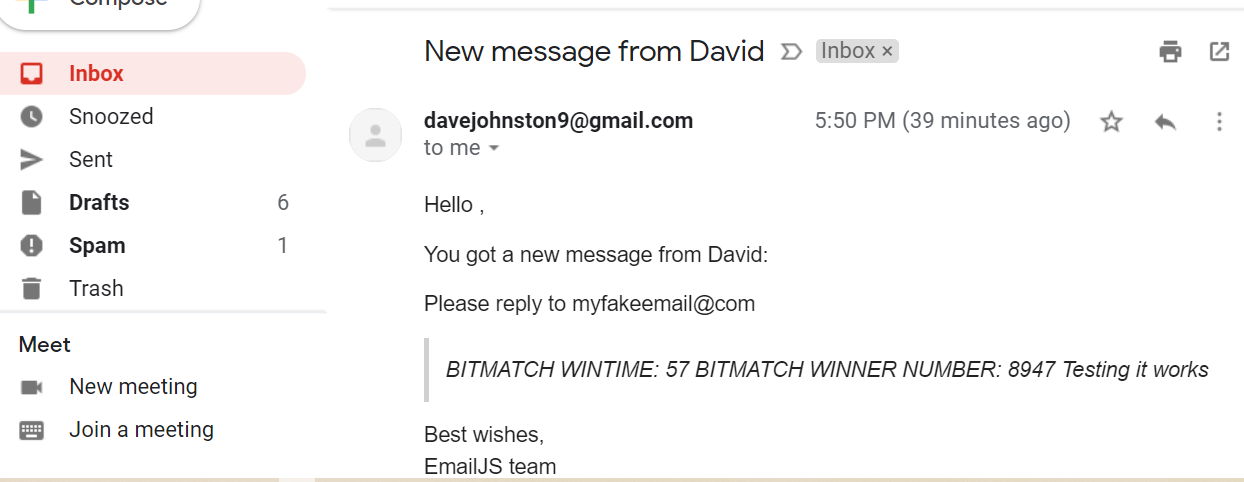 Compose
Inbox
Snoozed
Sent
Drafts 6
Spam 1
Trash
Meet
New meeting
Join a meeting
New message from David Inbox ×
davejohnston9@gmail.com 5:50 PM (39 minutes ago)
to me
Hello ,
You got a new message from David:
Please reply to myfakeemail@com
BITMATCH WINTIME: 57 BITMATCH WINNER NUMBER: 8947 Testing it works
Best wishes,
EmailJS team